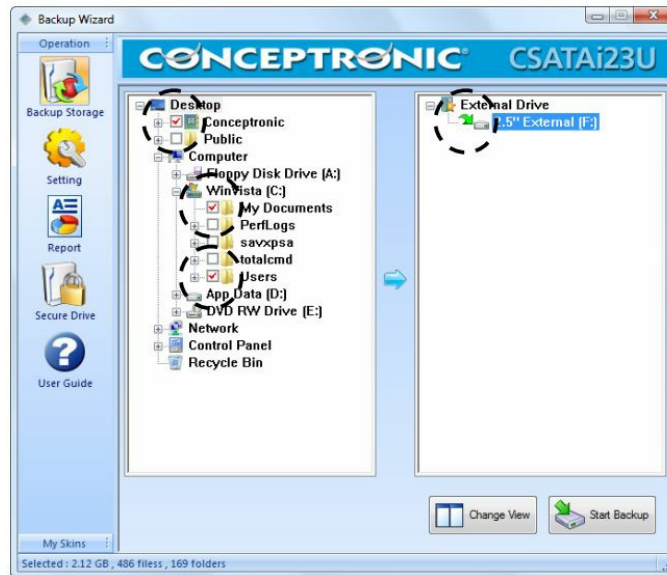 Backup Wizard
Operation
CONCEPTRONIC® CSATAi23U
Backup Storage
Setting
Report
Secure Drive
User Guide
My Skins
Desktop
Conceptronic
Public
Computer
Floppy Disk Drive (A:)
WinVista (C:)
My Documents
PerfLogs
savxpsa
totalcmd
Users
App Data (D:)
DVD RW Drive (E:)
Network
Control Panel
Recycle Bin
External Drive
2.5" External (F:)
Change View
Start Backup
Selected : 2.12 GB , 486 filess , 169 folders